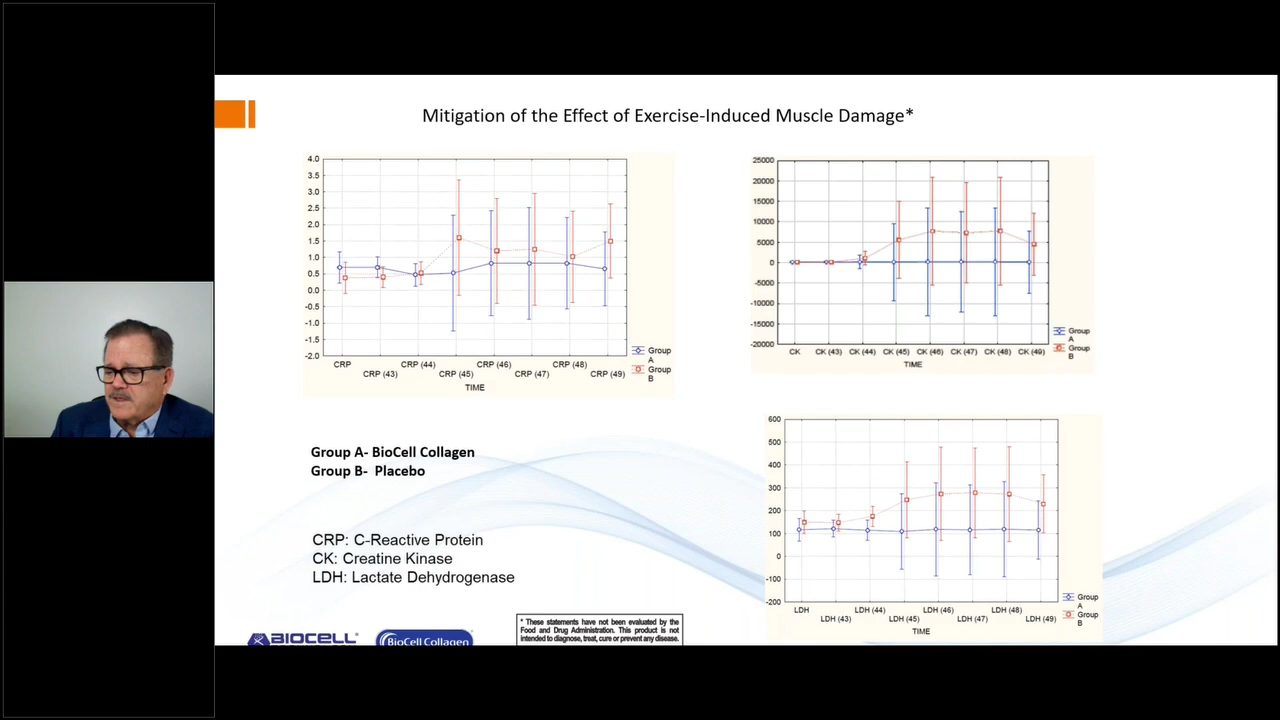 Mitigation of the Effect of Exercise-Induced Muscle Damage*
4.0
3.5
3.0
2.5
2.0
1.5
1.0
0.5
0.0
-0.5
-1.0
-1.5
-2.0
CRP CRP (44) CRP (46) CRP (48)
CRP (43) CRP (45) CRP (47) CRP (49)
TIME
Group
A
Group
B
25000
20000
15000
10000
5000
0
-5000
-10000
-15000
-20000
CK CK (43) CK (44) CK (45) CK (46) CK (47) CK (48) CK (49)
TIME
Group
A
Group
B
Group A- BioCell Collagen
Group B- Placebo
CRP: C-Reactive Protein
CK: Creatine Kinase
LDH: Lactate Dehydrogenase
600
500
400
300
200
100
0
-100
-200
LDH LDH (44) LDH (46) LDH (48)
LDH (43) LDH (45) LDH (47) LDH (49)
TIME
Group
A
Group
B
BIOCELL
BioCell Collagen
* These statements have not been evaluated by the
Food and Drug Administration. This product is not
intended to diagnose, treat, cure or prevent any disease.